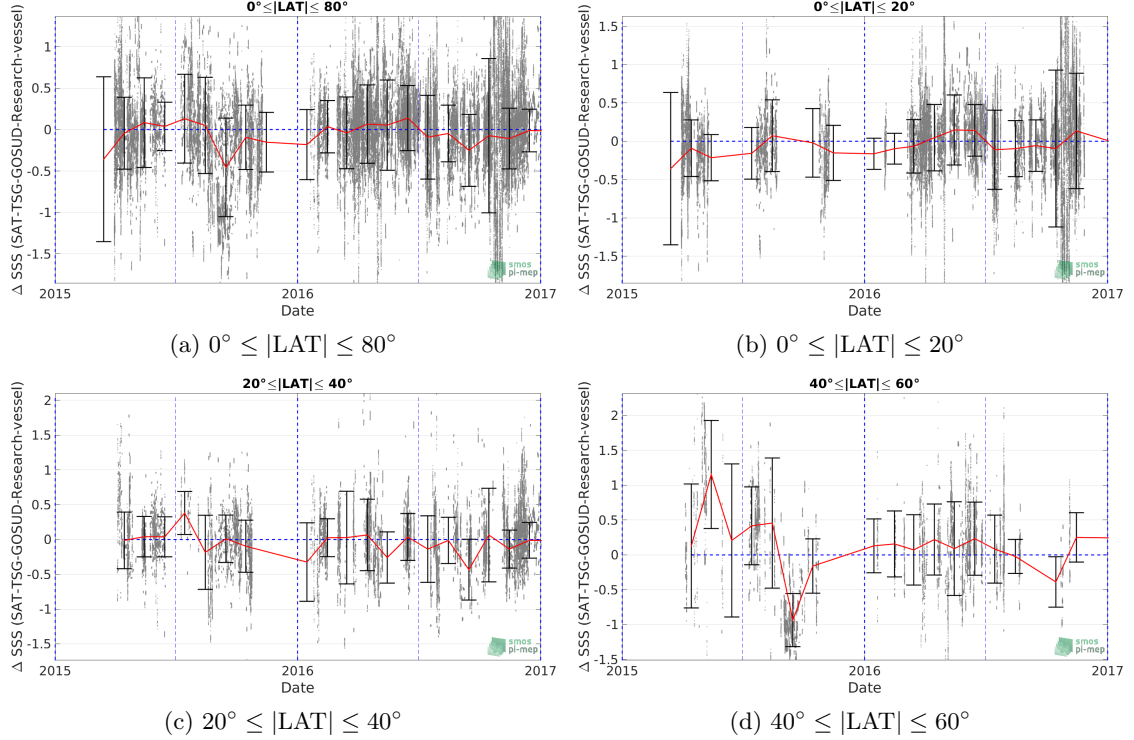 0°≤|LAT|≤ 80°
Δ SSS (SAT-TSG-GOSUD-Research-vessel)
1
0.5
0
-0.5
-1
-1.5
smos
pi-mep
2015
2016
2017
Date
(a) 0° ≤ |LAT| ≤ 80°
0°≤|LAT|≤ 20°
Δ SSS (SAT-TSG-GOSUD-Research-vessel)
1.5
1
0.5
0
-0.5
-1
-1.5
smos
pi-mep
2015
2016
2017
Date
(b) 0° ≤ |LAT| ≤ 20°
20°≤|LAT|≤ 40°
Δ SSS (SAT-TSG-GOSUD-Research-vessel)
2
1.5
1
0.5
0
-0.5
-1
-1.5
smos
pi-mep
2015
2016
2017
Date
(c) 20° ≤ |LAT| ≤ 40°
40°≤|LAT|≤ 60°
Δ SSS (SAT-TSG-GOSUD-Research-vessel)
2
1.5
1
0.5
0
-0.5
-1
-1.5
smos
pi-mep
2015
2016
2017
Date
(d) 40° ≤ |LAT| ≤ 60°